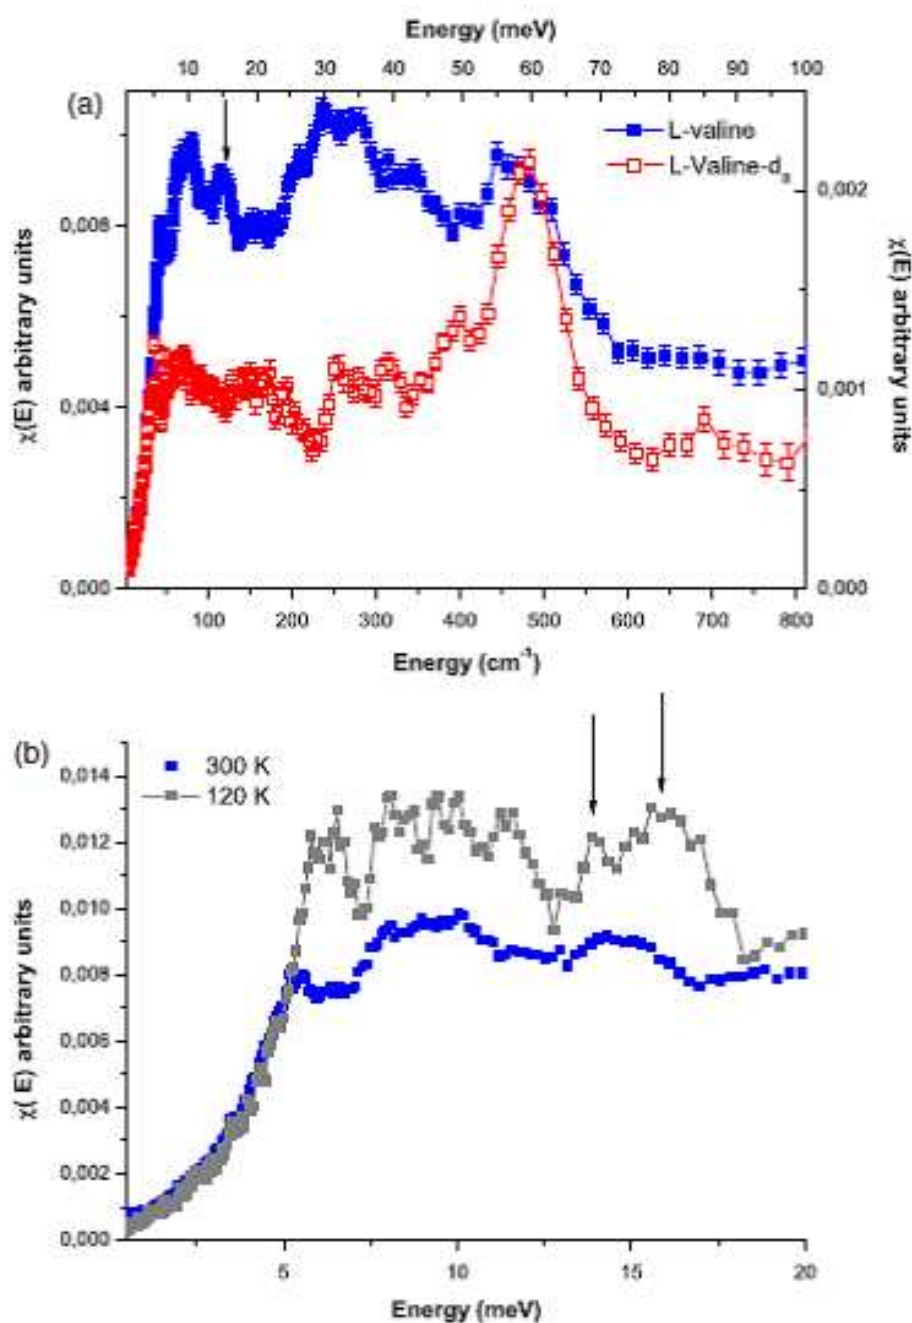 Energy (meV)
10 20 30 40 50 60 70 80 90 100
(a)
L-valine
L-Valine-d₈
0,006
0,004
0,000
0,002
0,001
0,000
χ(E) arbitrary units
χ(E) arbitrary units
100 200 300 400 500 600 700 800
Energy (cm⁻¹)
(b)
300 K
120 K
0,014
0,012
0,010
0,008
0,006
0,004
0,002
0,000
χ( E) arbitrary units
5 10 15 20
Energy (meV)